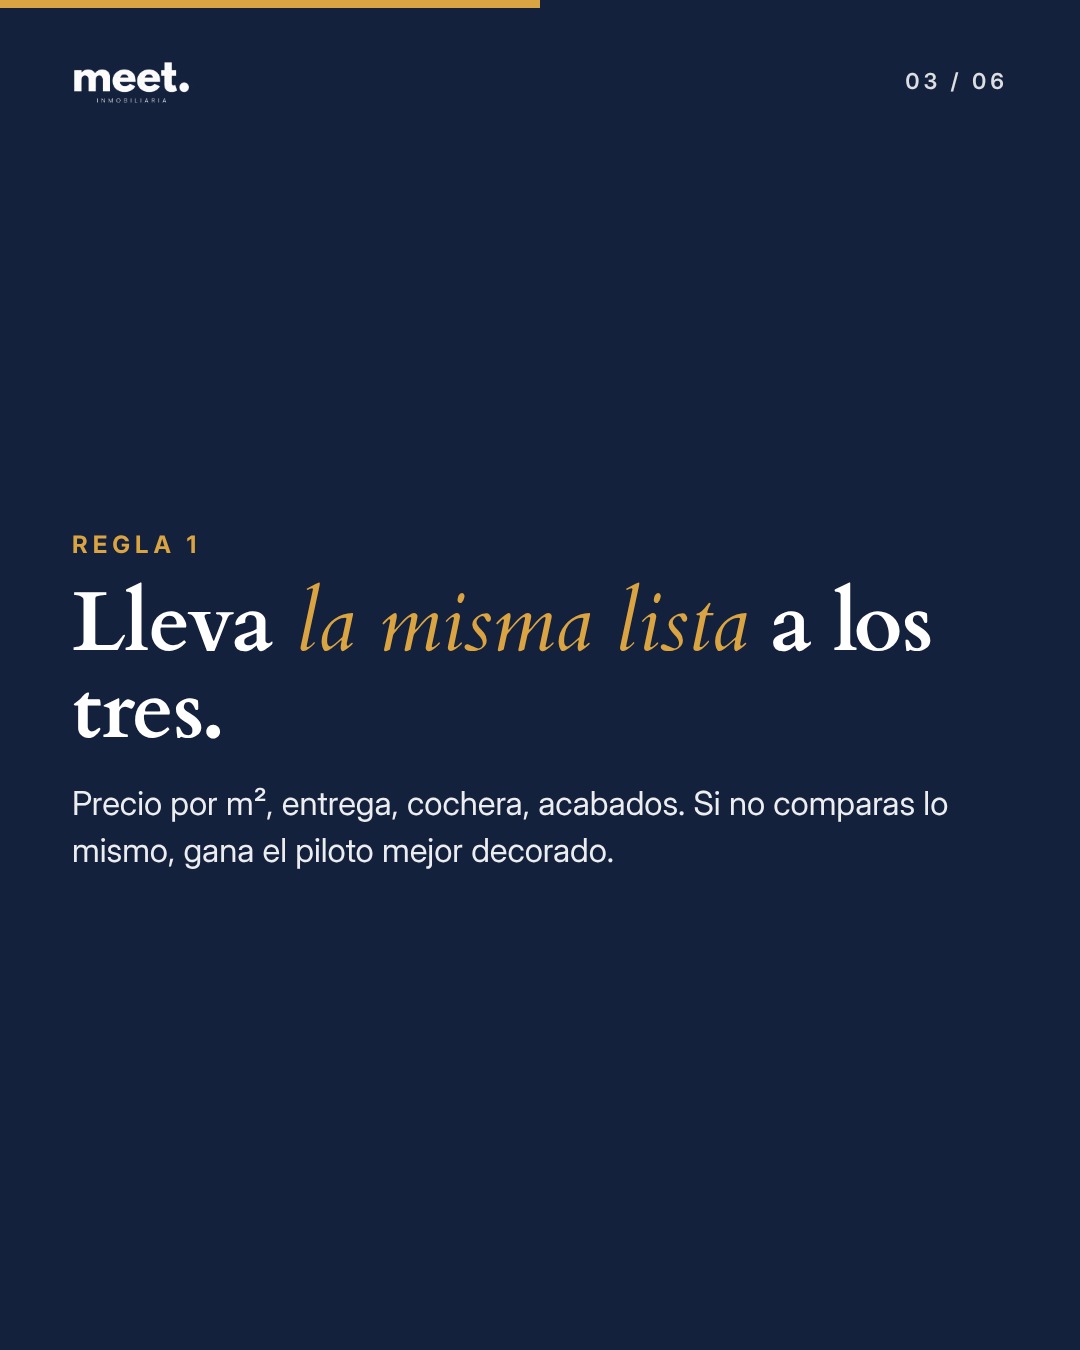 meet.
INMOBILIARIA
03 / 06
REGLA 1
Lleva la misma lista a los
tres.
Precio por m², entrega, cochera, acabados. Si no comparas lo
mismo, gana el piloto mejor decorado.